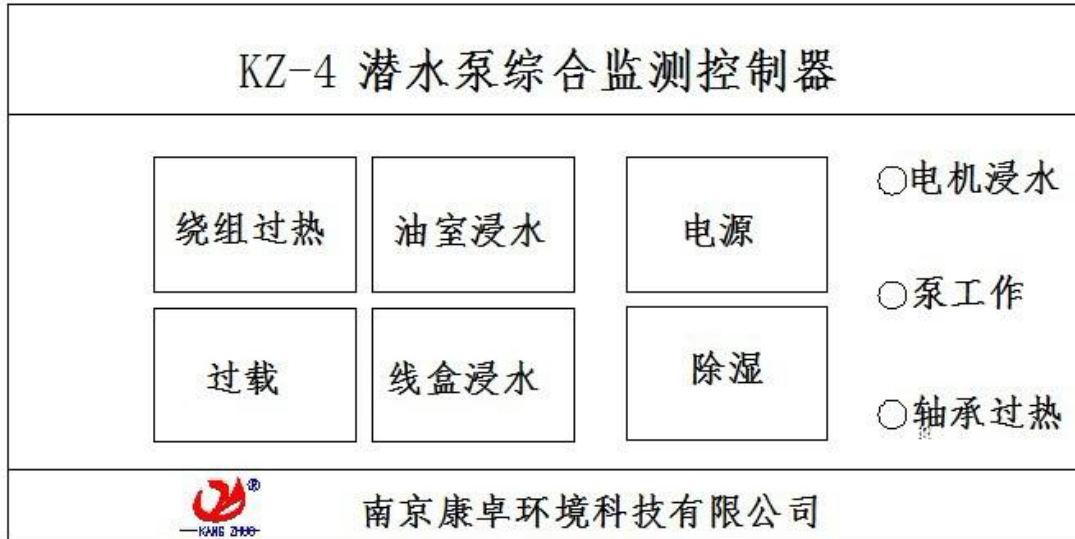 KZ-4 潜水泵综合监测控制器
绕组过热 油室浸水 电源 电机浸水
泵工作
过载 线盒浸水 除湿 轴承过热
KANG ZHUO ® 南京康卓环境科技有限公司